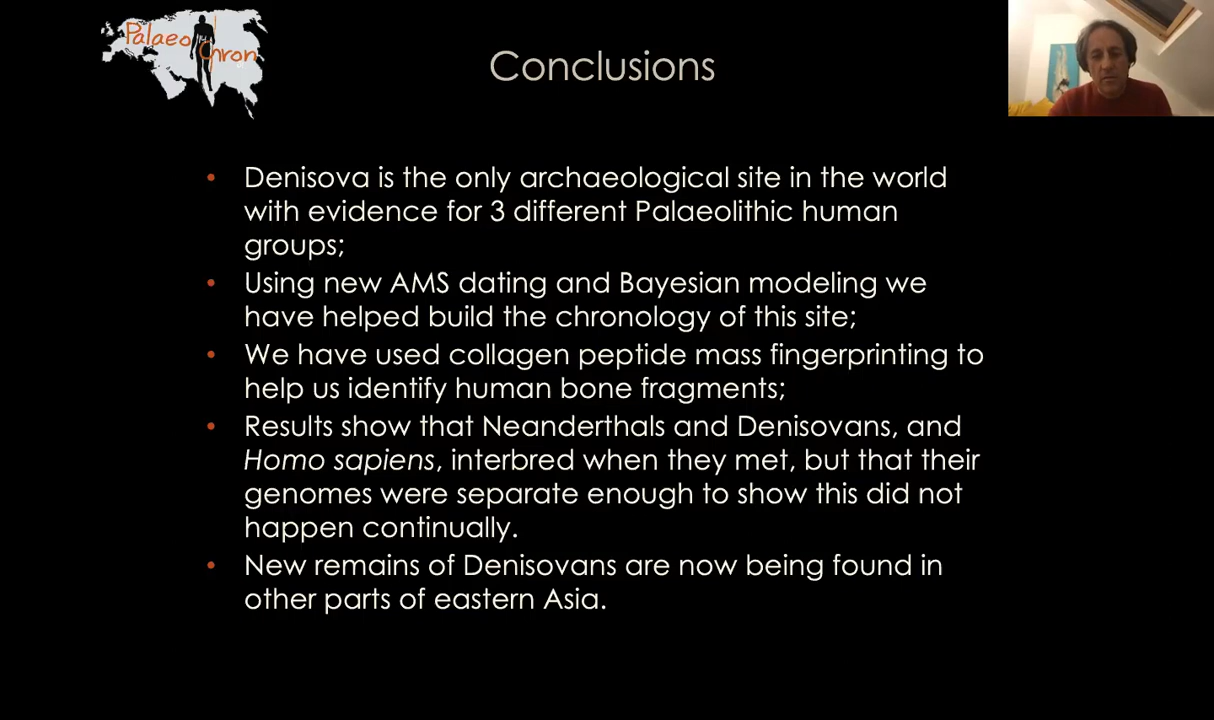 Palaeo
Chron
Conclusions
• Denisova is the only archaeological site in the world
with evidence for 3 different Palaeolithic human
groups;
• Using new AMS dating and Bayesian modeling we
have helped build the chronology of this site;
• We have used collagen peptide mass fingerprinting to
help us identify human bone fragments;
• Results show that Neanderthals and Denisovans, and
Homo sapiens, interbred when they met, but that their
genomes were separate enough to show this did not
happen continually.
• New remains of Denisovans are now being found in
other parts of eastern Asia.